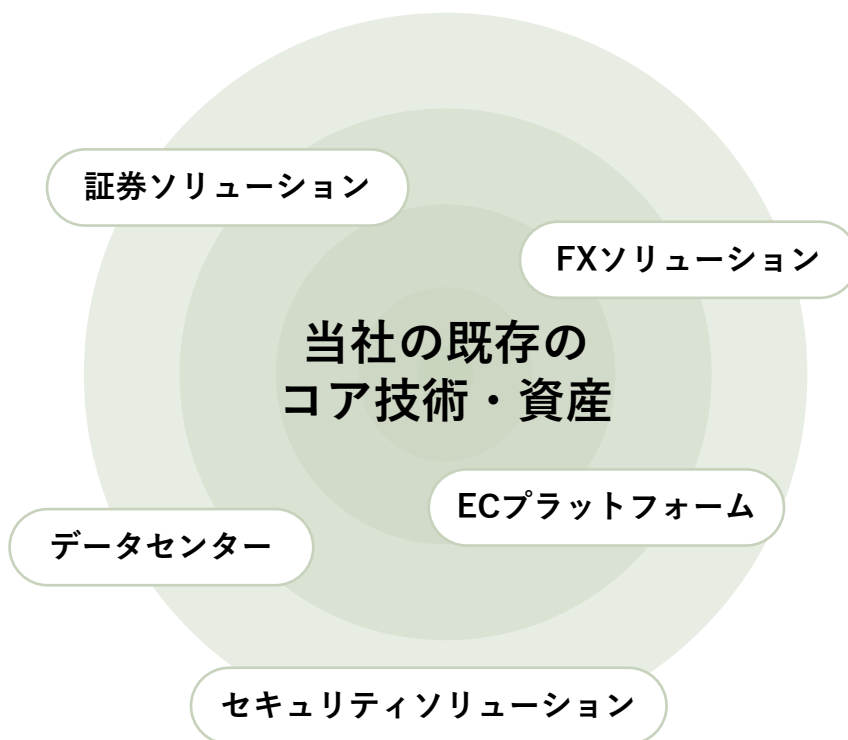 証券ソリューション
FXソリューション
当社の既存の
コア技術・資産
ECプラットフォーム
データセンター
セキュリティソリューション